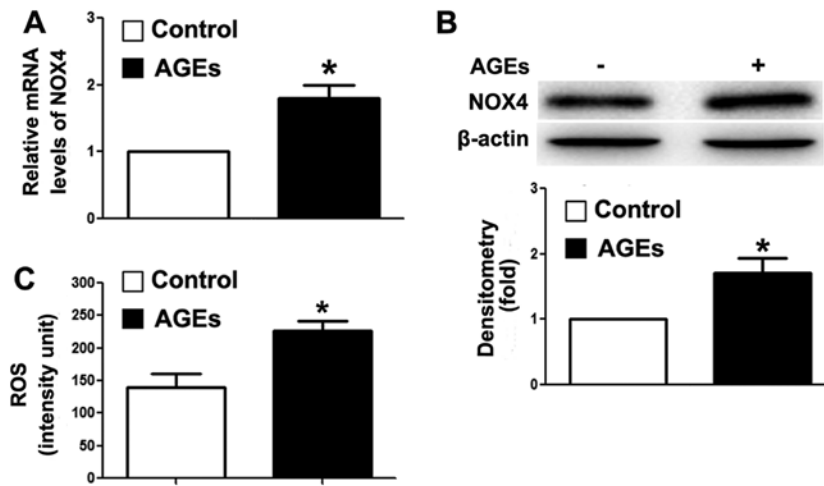 A
Relative mRNA
levels of NOX4
3
2
1
0
Control
AGEs
*
B
AGEs - +
NOX4
β-actin
Densitometry
(fold)
3
2
1
0
Control
AGEs
*
C
ROS
(intensity unit)
300
250
200
150
100
50
0
Control
AGEs
*